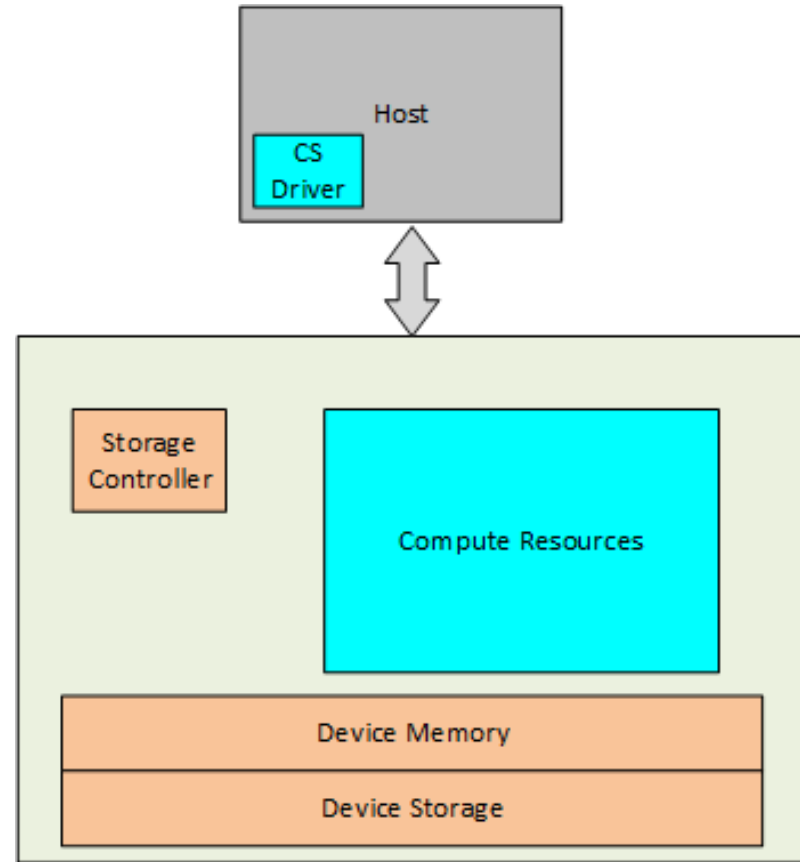 Host
CS
Driver
Storage
Controller
Compute Resources
Device Memory
Device Storage